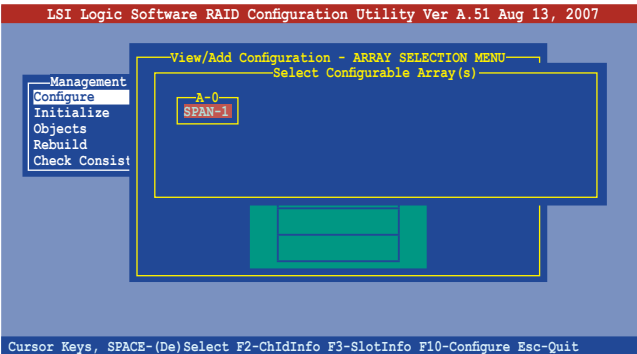 LSI Logic Software RAID Configuration Utility Ver A.51 Aug 13, 2007
View/Add Configuration - ARRAY SELECTION MENU
Select Configurable Array(s)
Management
Configure
Initialize
Objects
Rebuild
Check Consist
A-0
SPAN-1
Cursor Keys, SPACE-(De)Select F2-ChIdInfo F3-SlotInfo F10-Configure Esc-Quit